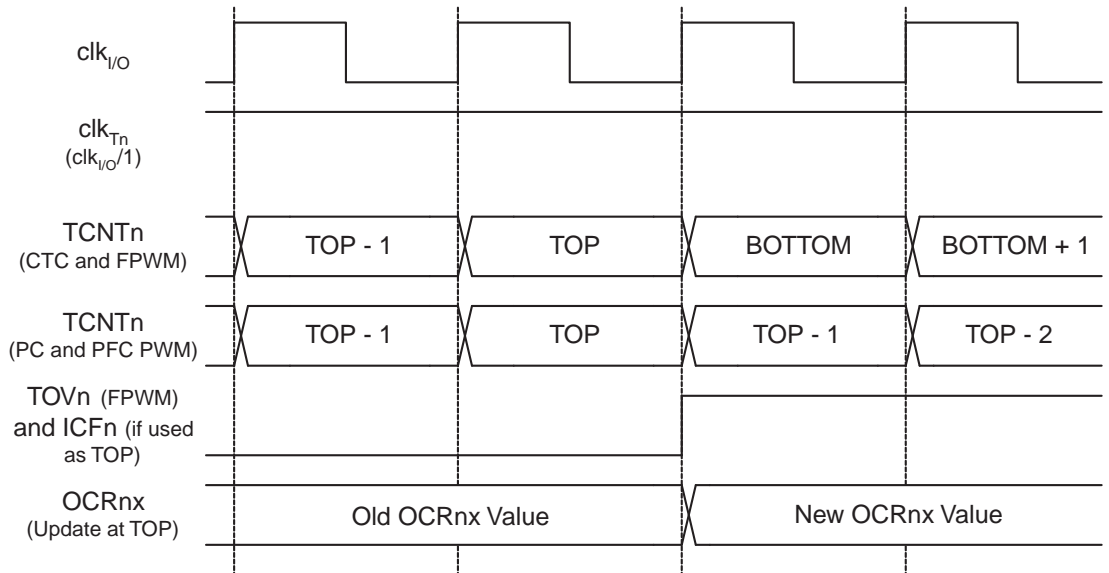 clkI/O
clkTn
(clkI/O/1)
TCNTn
(CTC and FPWM)
TOP - 1 TOP BOTTOM BOTTOM + 1
TCNTn
(PC and PFC PWM)
TOP - 1 TOP TOP - 1 TOP - 2
TOVn (FPWM)
and ICFn (if used
as TOP)
OCRnx
(Update at TOP)
Old OCRnx Value New OCRnx Value